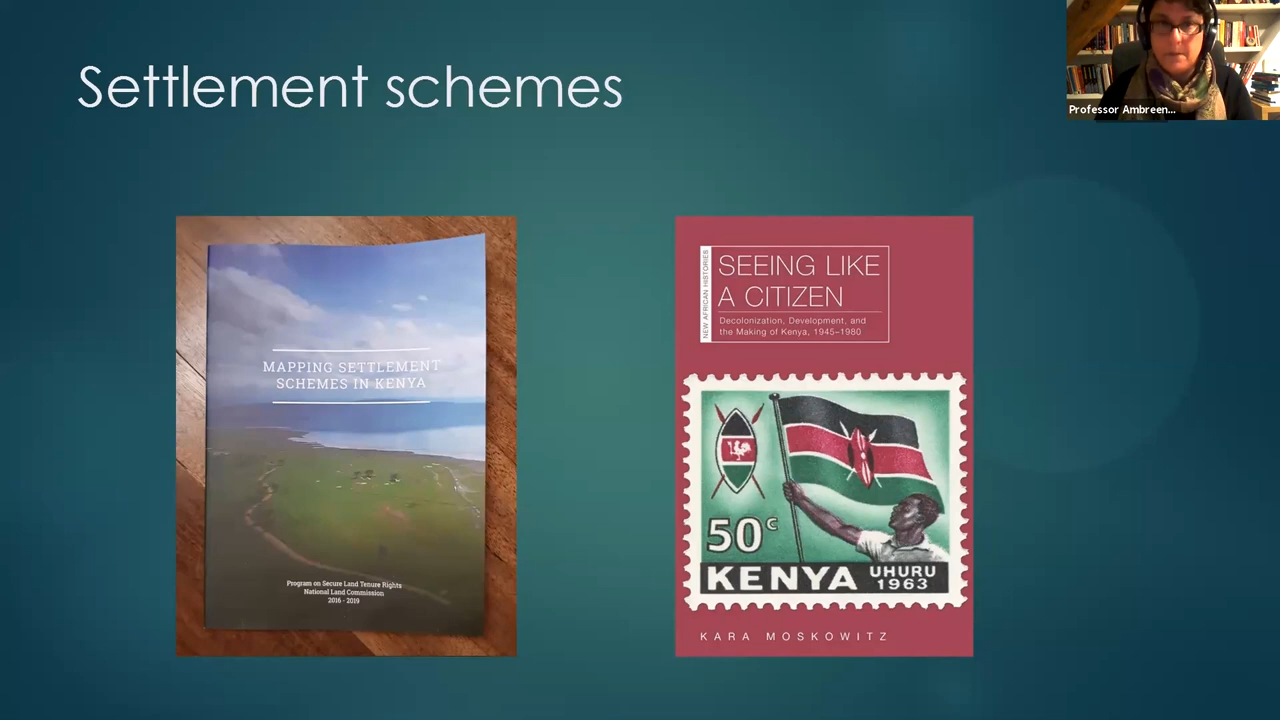 Settlement schemes
Professor Ambreen...
MAPPING SETTLEMENT
SCHEMES IN KENYA
Program on Secure Land Tenure Rights
National Land Commission
2016 - 2019
NEW AFRICAN HISTORIES
SEEING LIKE
A CITIZEN
Decolonization, Development, and
the Making of Kenya, 1945–1980
50c
KENYA
UHURU
1963
KARA MOSKOWITZ